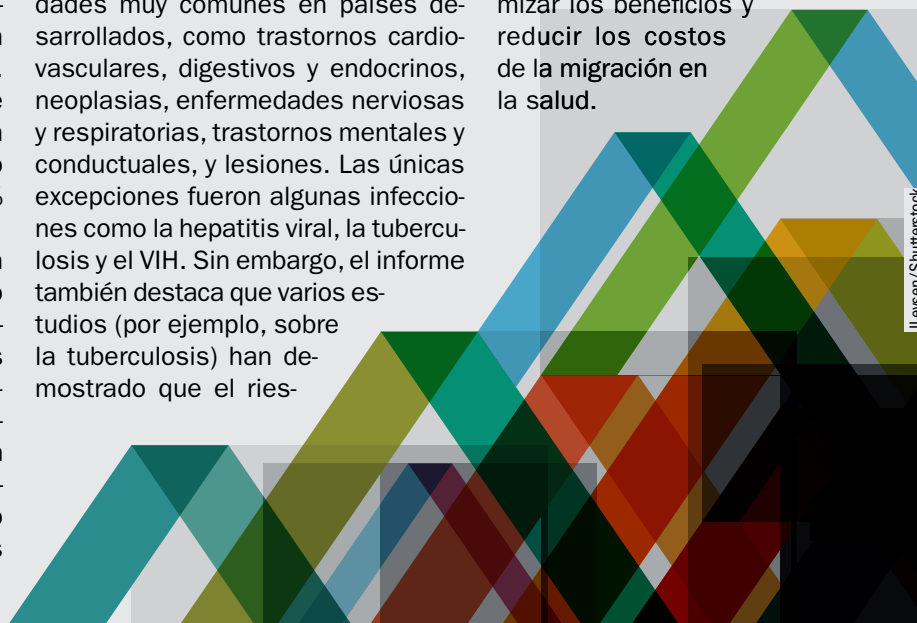 dades muy comunes en países de-
sarrollados, como trastornos cardio-
vasculares, digestivos y endocrinos,
neoplasias, enfermedades nerviosas
y respiratorias, trastornos mentales y
conductuales, y lesiones. Las únicas
excepciones fueron algunas infeccio-
nes como la hepatitis viral, la tubercu-
losis y el VIH. Sin embargo, el informe
también destaca que varios es-
tudios (por ejemplo, sobre
la tuberculosis) han de-
mostrado que el ries-
mizar los beneficios y
reducir los costos
de la migración en
la salud.